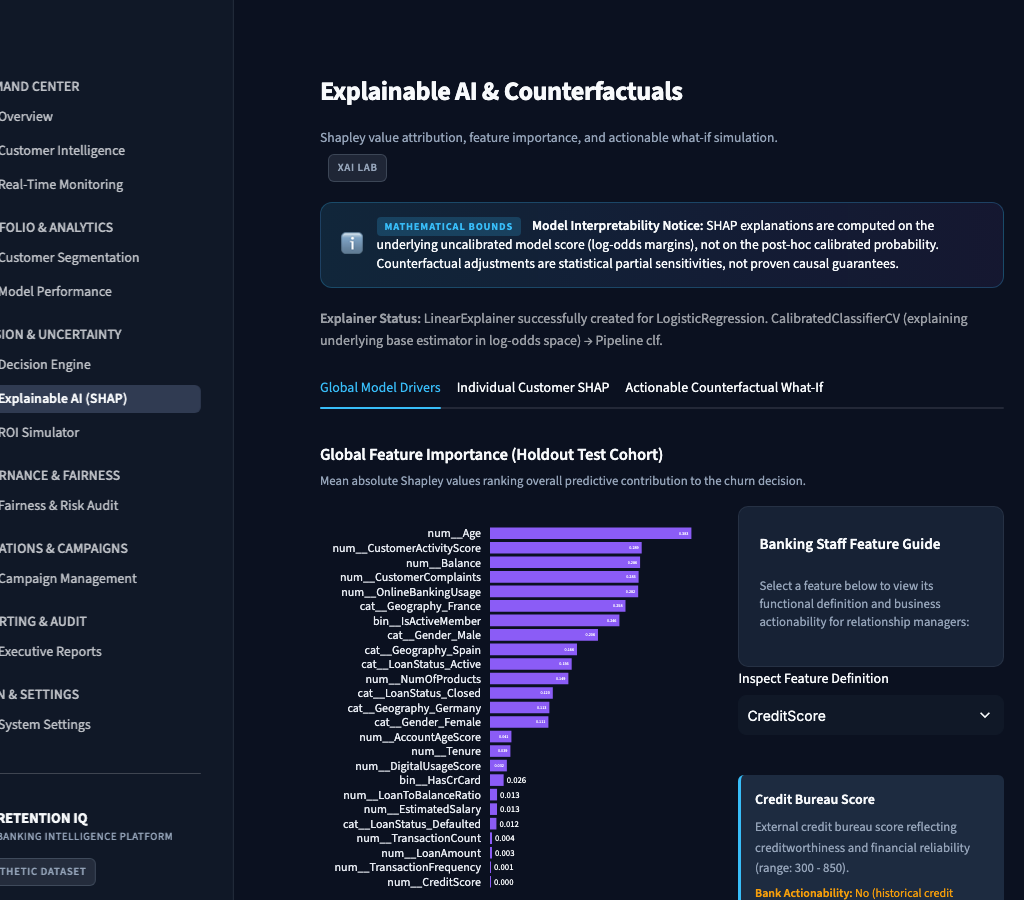 MAND CENTER
Overview
Customer Intelligence
Real-Time Monitoring
FOLIO & ANALYTICS
Customer Segmentation
Model Performance
SION & UNCERTAINTY
Decision Engine
Explainable AI (SHAP)
ROI Simulator
RNANCE & FAIRNESS
Fairness & Risk Audit
ATIONS & CAMPAIGNS
Campaign Management
RTING & AUDIT
Executive Reports
N & SETTINGS
System Settings
RETENTION IQ
BANKING INTELLIGENCE PLATFORM
THETIC DATASET
Explainable AI & Counterfactuals
Shapley value attribution, feature importance, and actionable what-if simulation.
XAI LAB
MATHEMATICAL BOUNDS Model Interpretability Notice: SHAP explanations are computed on the
underlying uncalibrated model score (log-odds margins), not on the post-hoc calibrated probability.
Counterfactual adjustments are statistical partial sensitivities, not proven causal guarantees.
Explainer Status: LinearExplainer successfully created for LogisticRegression. CalibratedClassifierCV (explaining
underlying base estimator in log-odds space) → Pipeline clf.
Global Model Drivers Individual Customer SHAP Actionable Counterfactual What-If
Global Feature Importance (Holdout Test Cohort)
Mean absolute Shapley values ranking overall predictive contribution to the churn decision.
num__Age
num__CustomerActivityScore
num__Balance
num__CustomerComplaints
num__OnlineBankingUsage
cat__Geography_France
bin__IsActiveMember
cat__Gender_Male
cat__Geography_Spain
cat__LoanStatus_Active
num__NumOfProducts
cat__LoanStatus_Closed
cat__Geography_Germany
cat__Gender_Female
num__AccountAgeScore
num__Tenure
num__DigitalUsageScore
bin__HasCrCard 0.026
num__LoanToBalanceRatio 0.013
num__EstimatedSalary 0.013
cat__LoanStatus_Defaulted 0.012
num__TransactionCount 0.004
num__LoanAmount 0.003
num__TransactionFrequency 0.001
num__CreditScore 0.000
Banking Staff Feature Guide
Select a feature below to view its
functional definition and business
actionability for relationship managers:
Inspect Feature Definition
CreditScore
Credit Bureau Score
External credit bureau score reflecting
creditworthiness and financial reliability
(range: 300 - 850).
Bank Actionability: No (historical credit